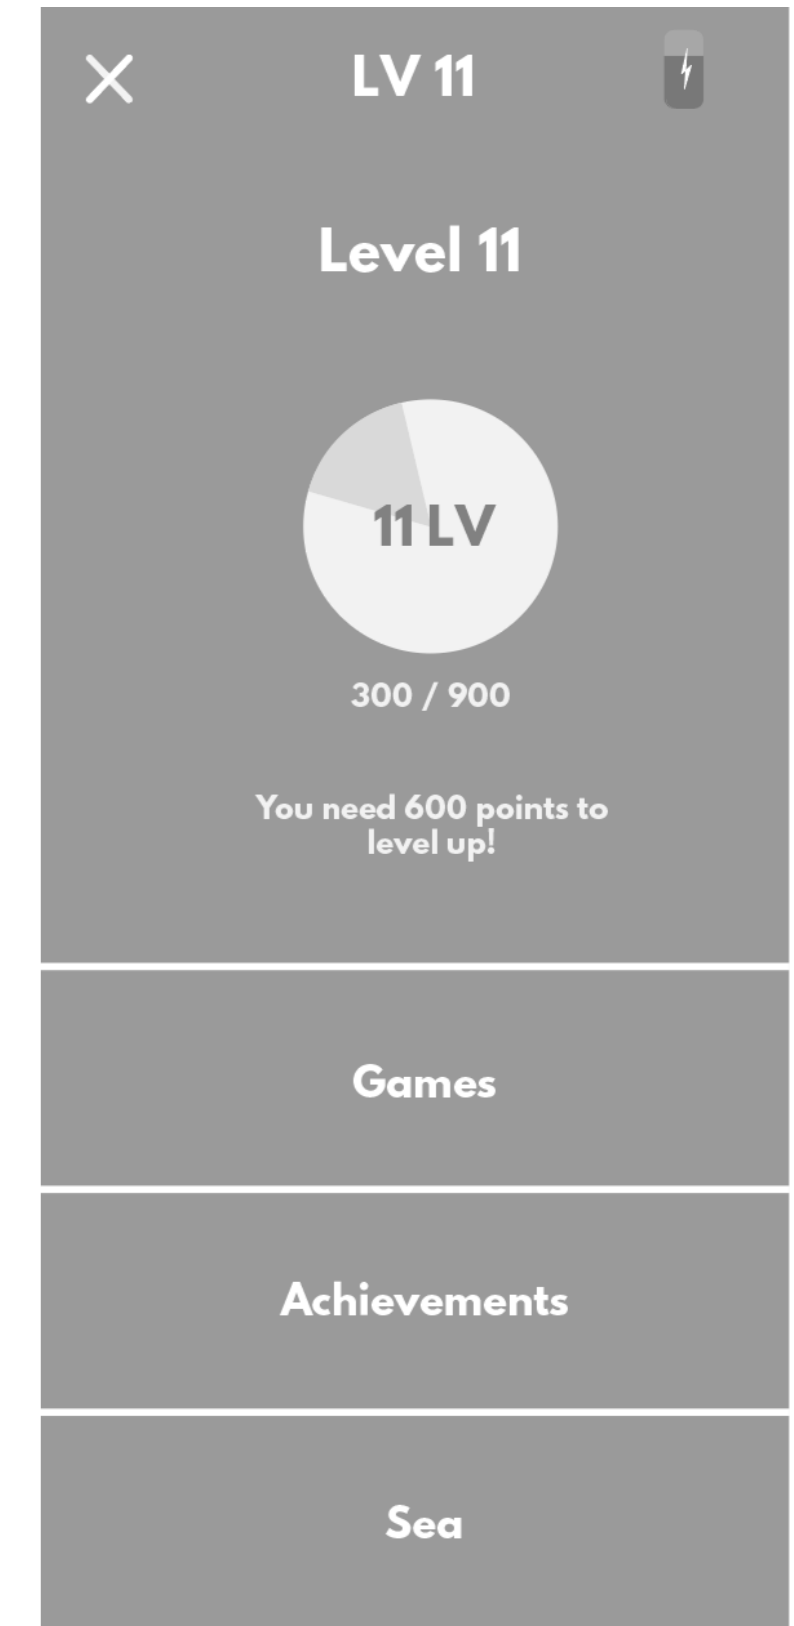 LV 11
Level 11
11 LV
300 / 900
You need 600 points to
level up!
Games
Achievements
Sea